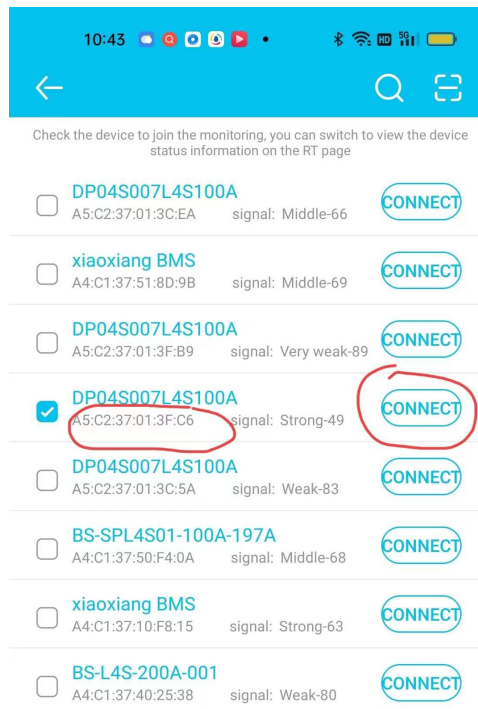 10:43 HD 5G
Check the device to join the monitoring, you can switch to view the device
status information on the RT page
DP04S007L4S100A
A5:C2:37:01:3C:EA signal: Middle-66 CONNECT
xiaoxiang BMS
A4:C1:37:51:8D:9B signal: Middle-69 CONNECT
DP04S007L4S100A
A5:C2:37:01:3F:B9 signal: Very weak-89 CONNECT
DP04S007L4S100A
A5:C2:37:01:3F:C6 signal: Strong-49 CONNECT
DP04S007L4S100A
A5:C2:37:01:3C:5A signal: Weak-83 CONNECT
BS-SPL4S01-100A-197A
A4:C1:37:50:F4:0A signal: Middle-68 CONNECT
xiaoxiang BMS
A4:C1:37:10:F8:15 signal: Strong-63 CONNECT
BS-L4S-200A-001
A4:C1:37:40:25:38 signal: Weak-80 CONNECT